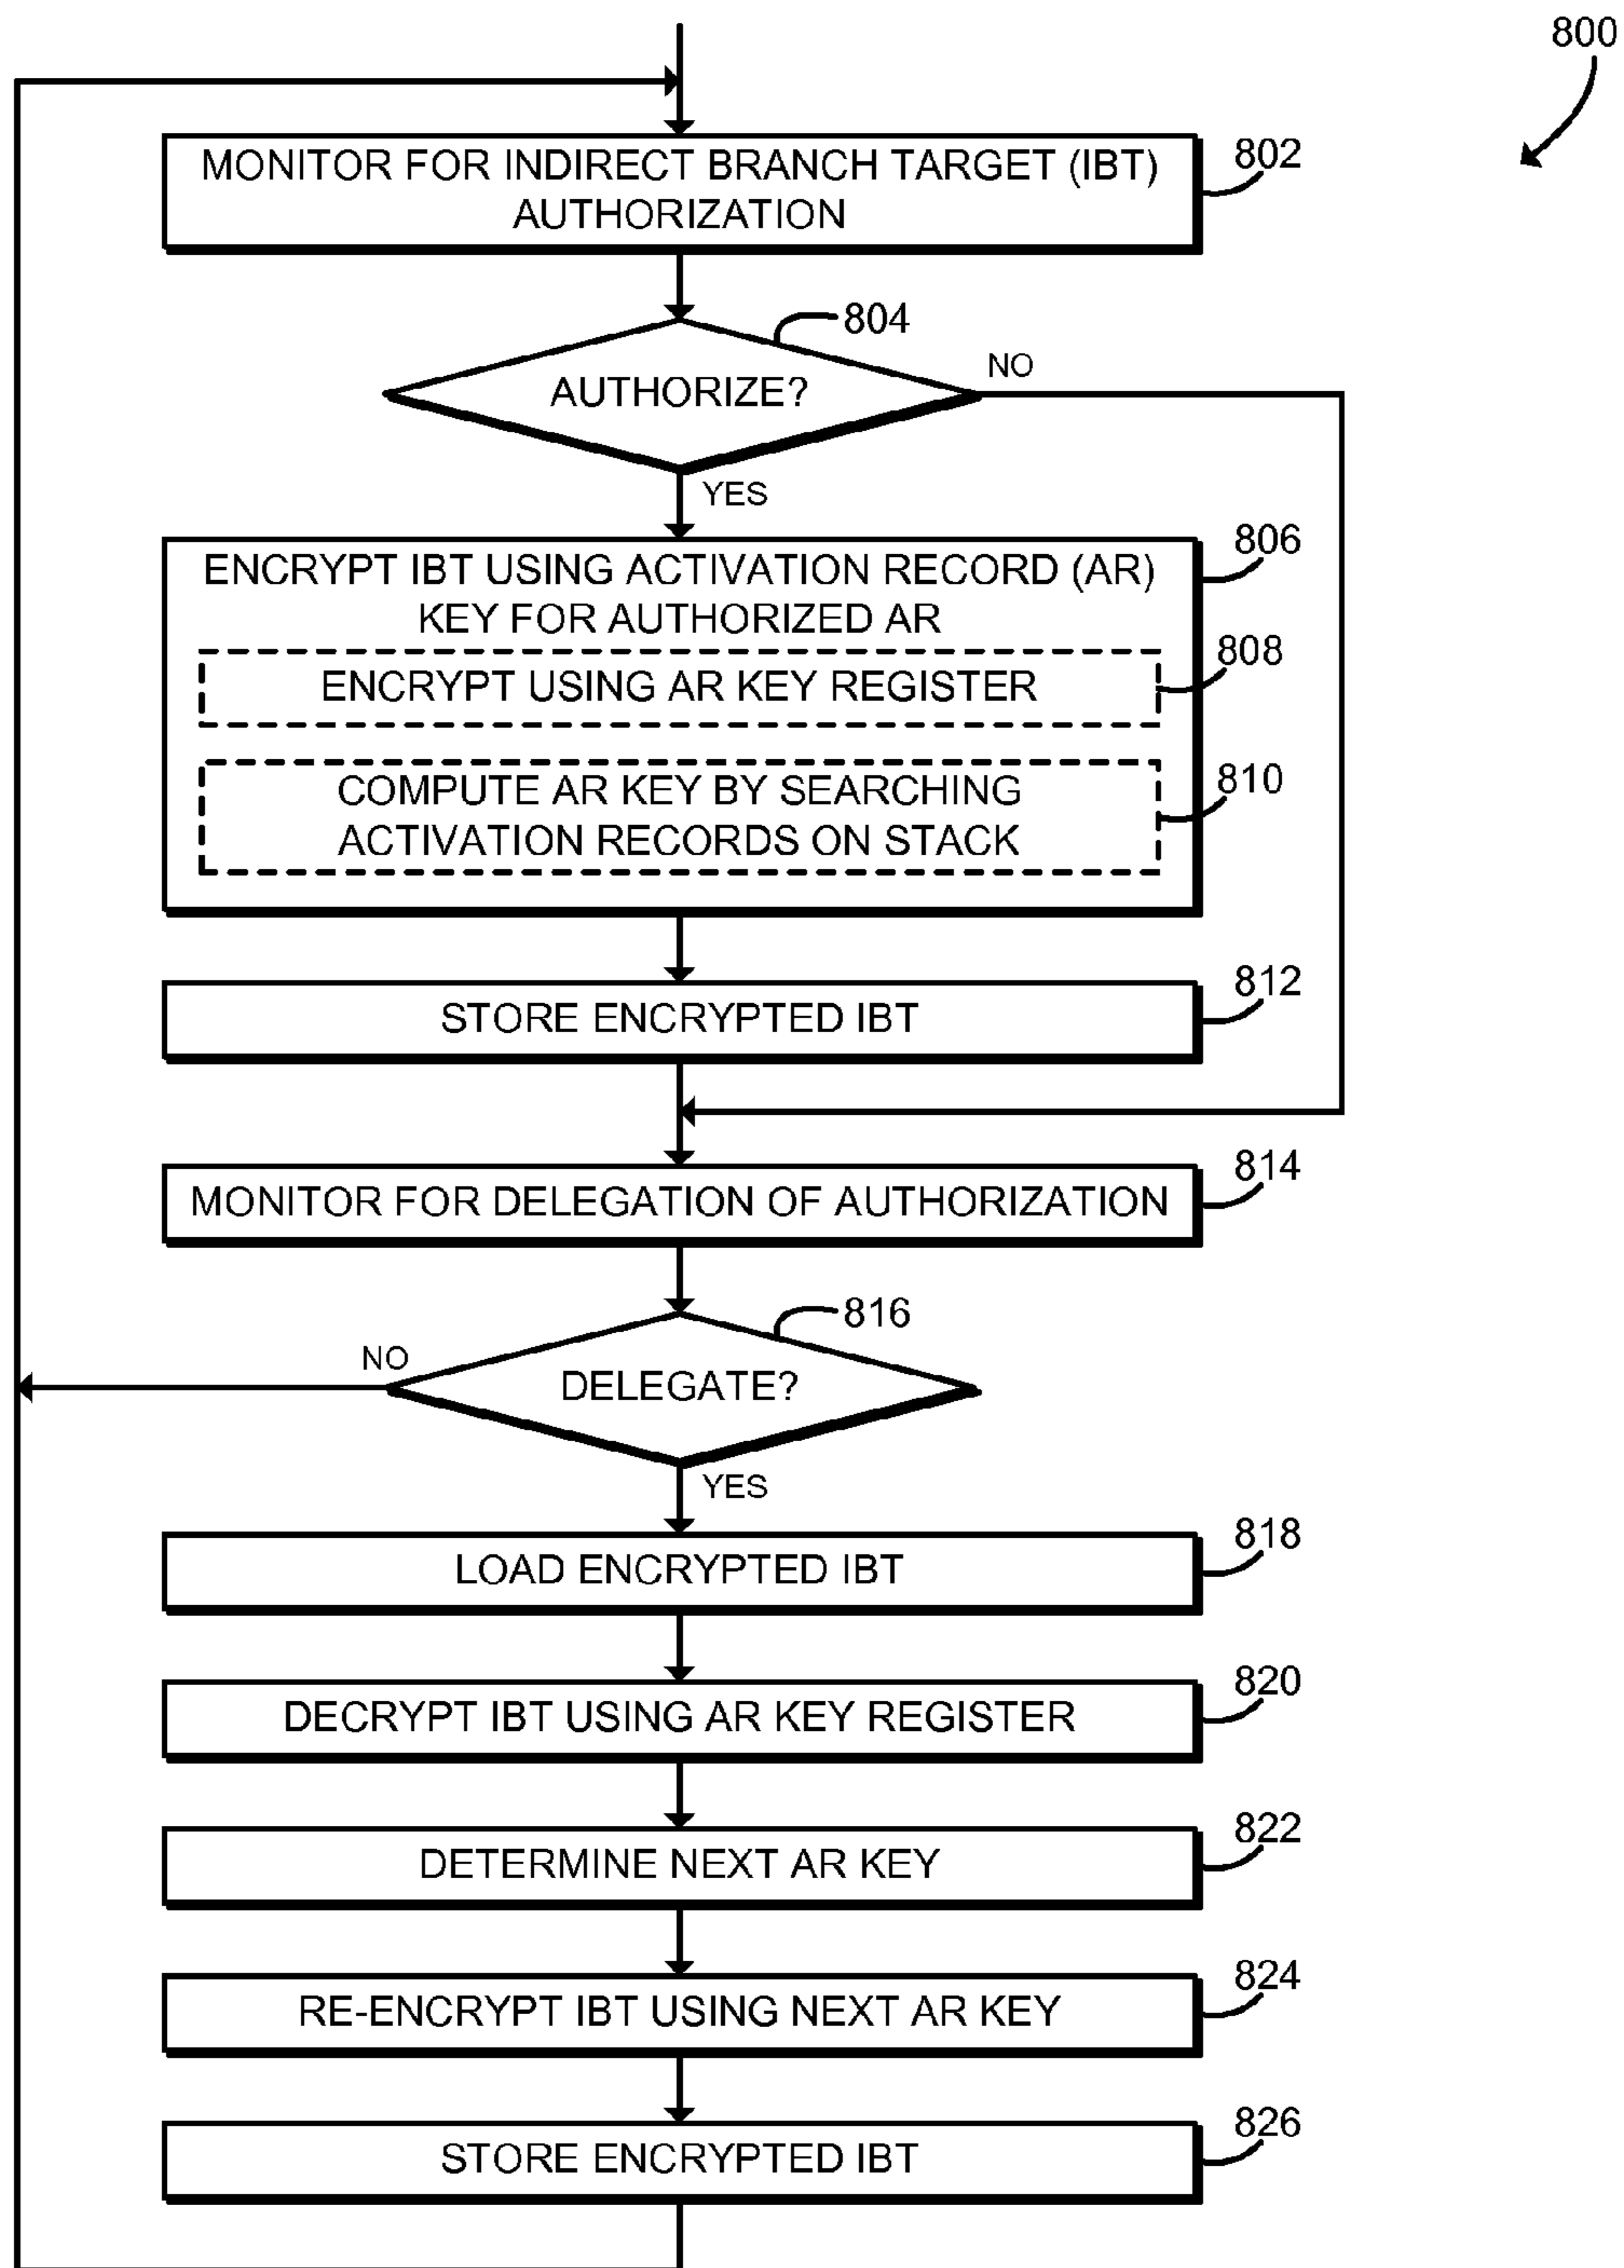 800
MONITOR FOR INDIRECT BRANCH TARGET (IBT)
AUTHORIZATION
802
804
AUTHORIZE?
NO
YES
806
ENCRYPT IBT USING ACTIVATION RECORD (AR)
KEY FOR AUTHORIZED AR
808
ENCRYPT USING AR KEY REGISTER
810
COMPUTE AR KEY BY SEARCHING
ACTIVATION RECORDS ON STACK
812
STORE ENCRYPTED IBT
814
MONITOR FOR DELEGATION OF AUTHORIZATION
816
NO
DELEGATE?
YES
818
LOAD ENCRYPTED IBT
820
DECRYPT IBT USING AR KEY REGISTER
822
DETERMINE NEXT AR KEY
824
RE-ENCRYPT IBT USING NEXT AR KEY
826
STORE ENCRYPTED IBT